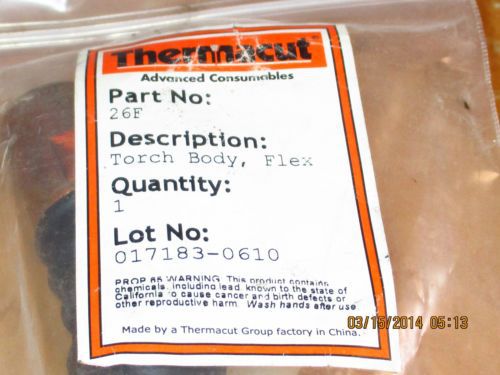 Thermacut
Advanced Consumables
Part No:
26F
Description:
Torch Body, Flex
Quantity:
1
Lot No:
017183-0610
PROP 65 WARNING: This product contains
chemicals, including lead, known to the state of
California to cause cancer and birth defects or
other reproductive harm. Wash hands after use.
Made by a Thermacut Group factory in China.
03/15/2014 05:13